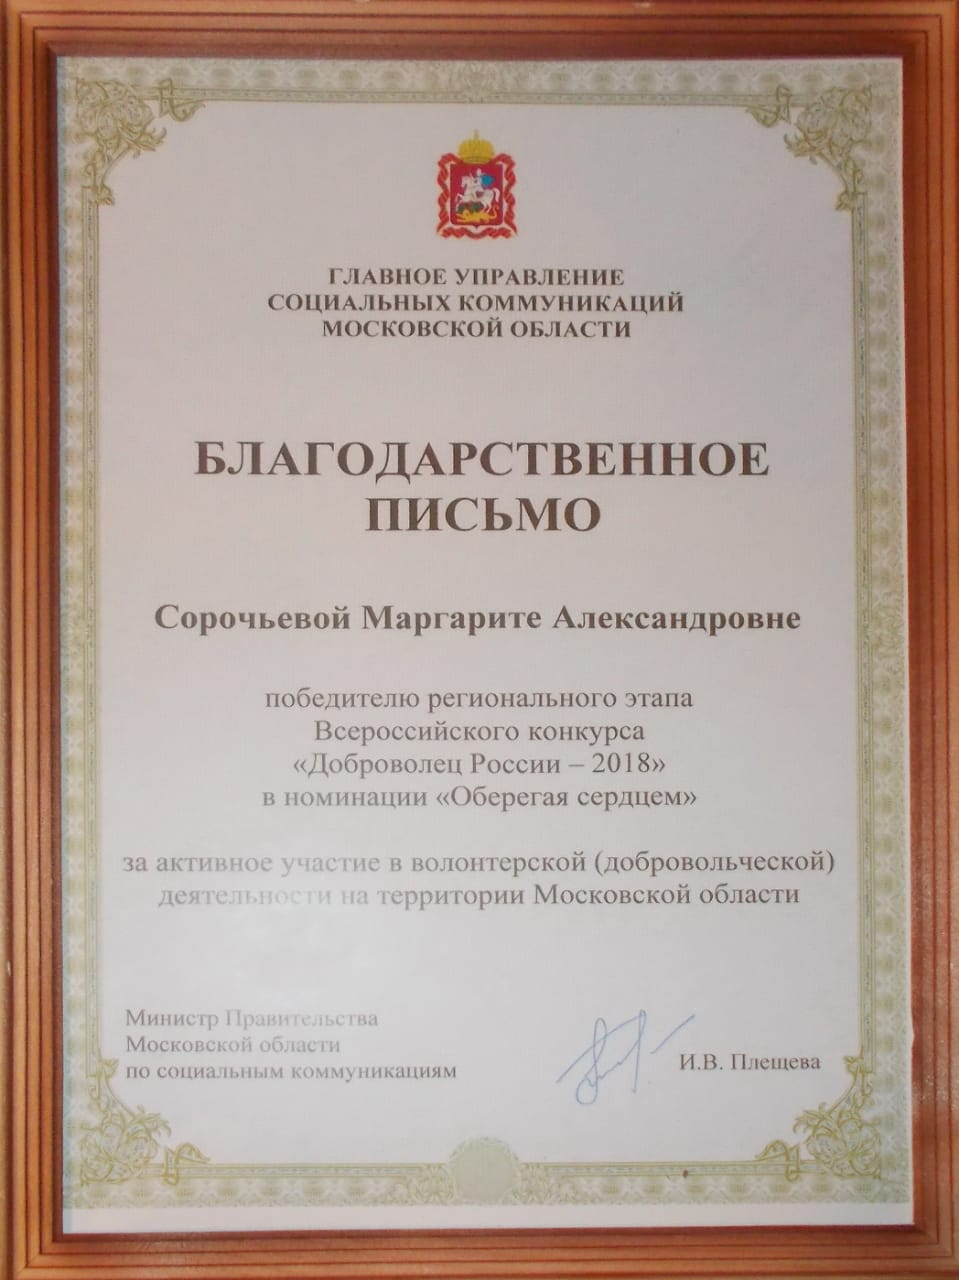 ГЛАВНОЕ УПРАВЛЕНИЕ
СОЦИАЛЬНЫХ КОММУНИКАЦИЙ
МОСКОВСКОЙ ОБЛАСТИ
БЛАГОДАРСТВЕННОЕ
ПИСЬМО
Сорочьевой Маргарите Александровне
победителю регионального этапа
Всероссийского конкурса
«Доброволец России – 2018»
в номинации «Оберегая сердцем»
за активное участие в волонтерской (добровольческой)
деятельности на территории Московской области
Министр Правительства
Московской области
по социальным коммуникациям
И.В. Плещева